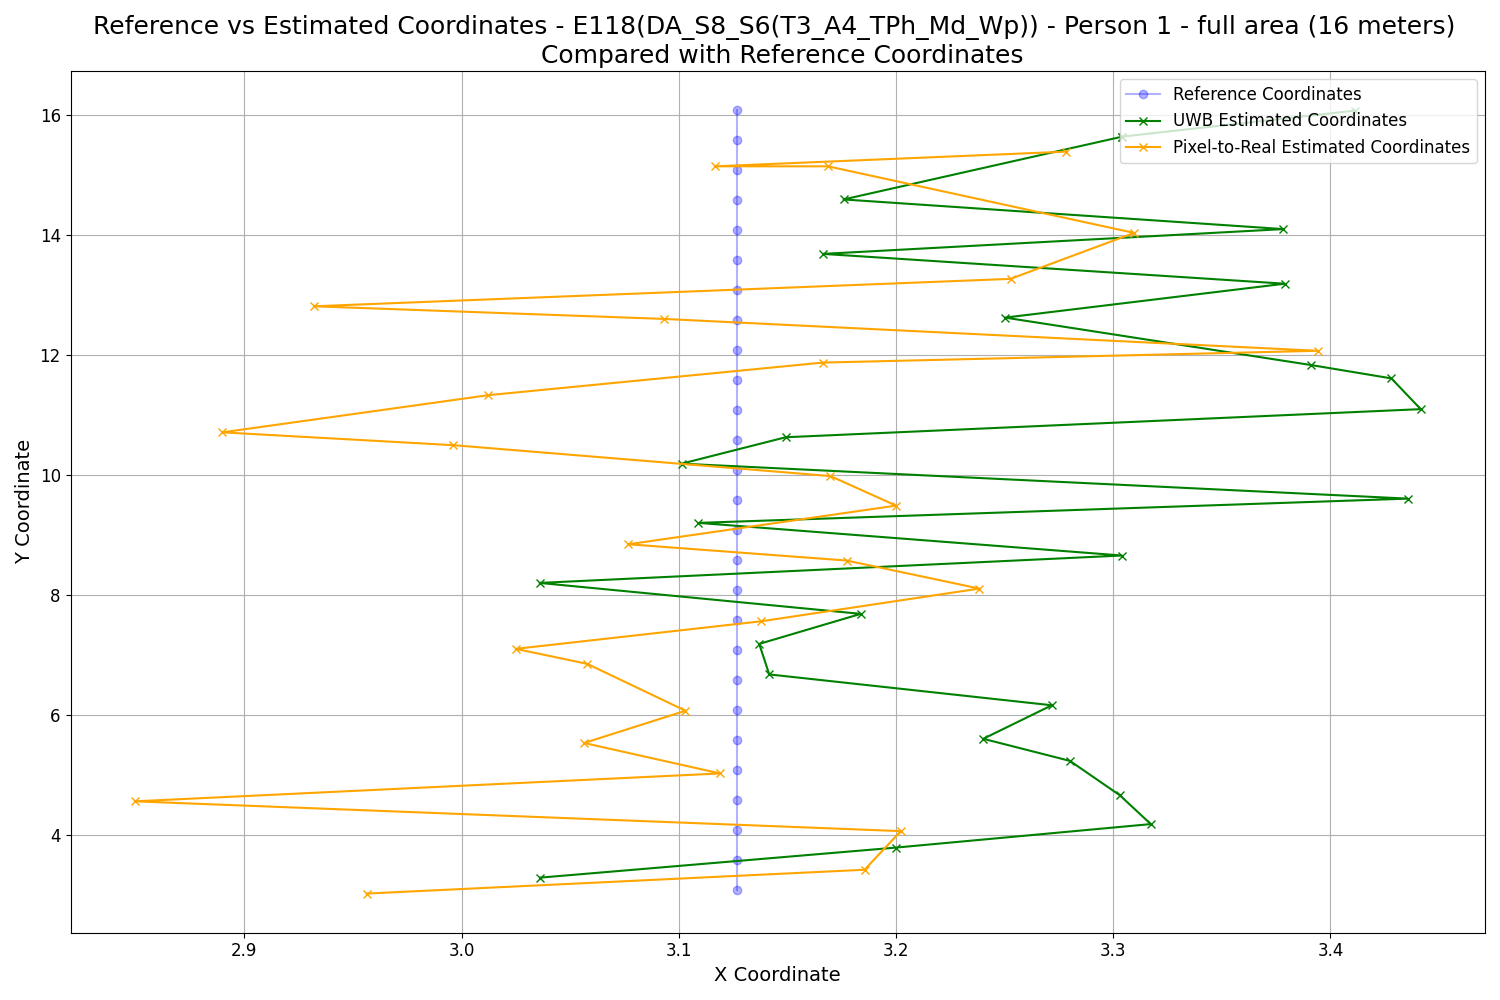 Reference vs Estimated Coordinates - E118(DA_S8_S6(T3_A4_TPh_Md_Wp)) - Person 1 - full area (16 meters)
Compared with Reference Coordinates
Reference Coordinates
UWB Estimated Coordinates
Pixel-to-Real Estimated Coordinates
Y Coordinate
16
14
12
10
8
6
4
2.9
3.0
3.1
3.2
3.3
3.4
X Coordinate